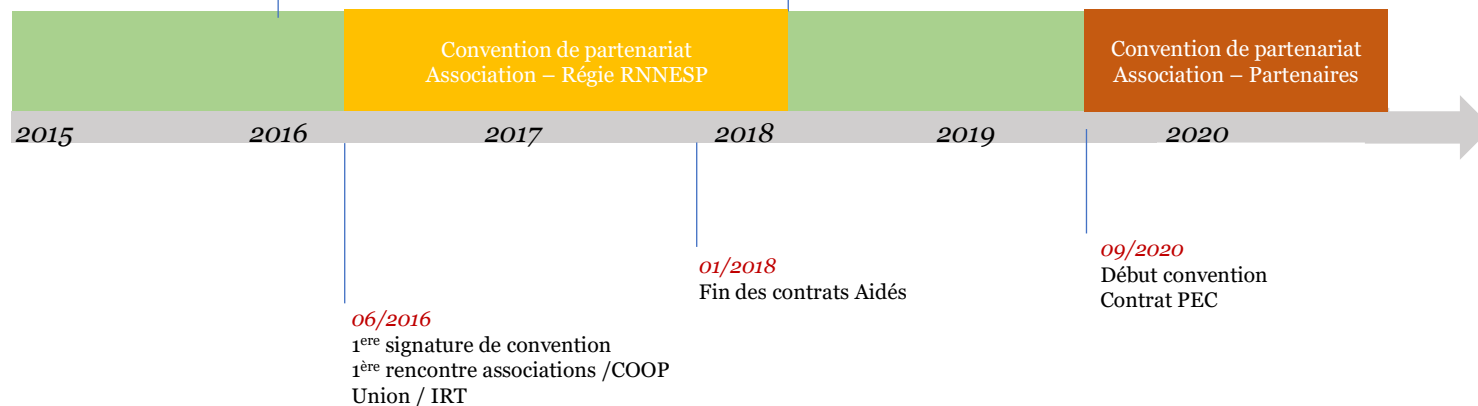 Convention de partenariat
Association – Régie RNNESP
Convention de partenariat
Association – Partenaires
2015 2016 2017 2018 2019 2020
09/2020
Début convention
Contrat PEC
01/2018
Fin des contrats Aidés
06/2016
1ere signature de convention
1ère rencontre associations /COOP
Union / IRT